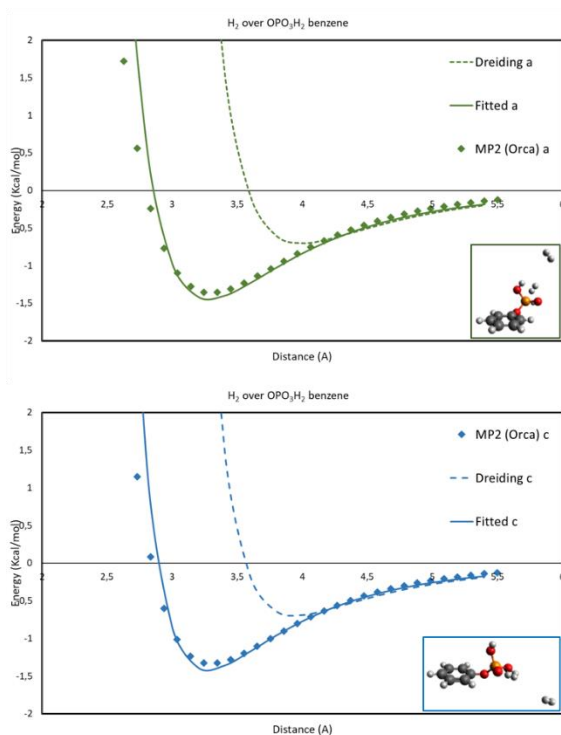 H₂ over OPO₃H₂ benzene
2
1,5
1
0,5
0
-0,5
-1
-1,5
-2
2 2,5 3 3,5 4 4,5 5 5,5 6
Energy (Kcal/mol)
Distance (A)
Dreiding a
Fitted a
MP2 (Orca) a
H₂ over OPO₃H₂ benzene
2
1,5
1
0,5
0
-0,5
-1
-1,5
-2
2 2,5 3 3,5 4 4,5 5 5,5 6
Energy (Kcal/mol)
Distance (A)
MP2 (Orca) c
Dreiding c
Fitted c